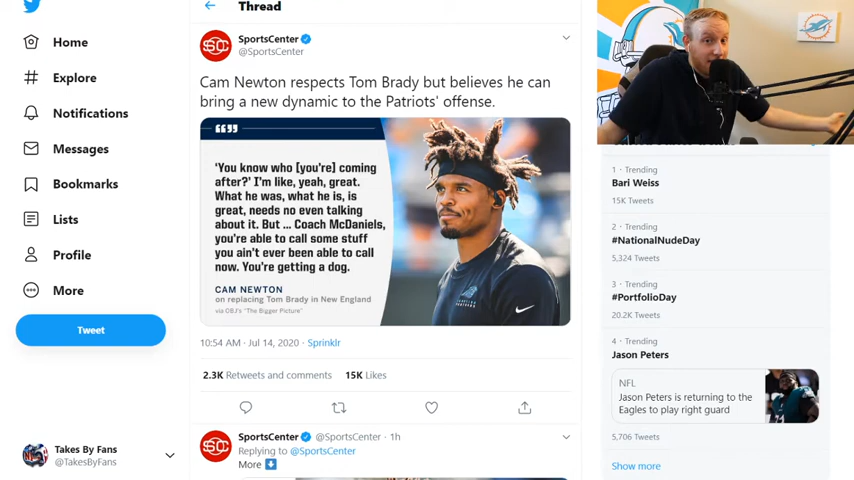 Thread
Home
Explore
Notifications
Messages
Bookmarks
Lists
Profile
More
Tweet
Takes By Fans
@TakesByFans
SportsCenter
@SportsCenter
Cam Newton respects Tom Brady but believes he can
bring a new dynamic to the Patriots' offense.
'You know who [you're] coming
after?' I'm like, yeah, great.
What he was, what he is, is
great, needs no even talking
about it. But ... Coach McDaniels,
you're able to call some stuff
you ain't ever been able to call
now. You're getting a dog.
CAM NEWTON
on replacing Tom Brady in New England
via OBJ's "The Bigger Picture"
10:54 AM · Jul 14, 2020 · Sprinklr
2.3K Retweets and comments 15K Likes
SportsCenter @SportsCenter · 1h
Replying to @SportsCenter
More
1 · Trending
Bari Weiss
15K Tweets
2 · Trending
#NationalNudeDay
5,324 Tweets
3 · Trending
#PortfolioDay
20.2K Tweets
4 · Trending
Jason Peters
NFL
Jason Peters is returning to the
Eagles to play right guard
5,706 Tweets
Show more